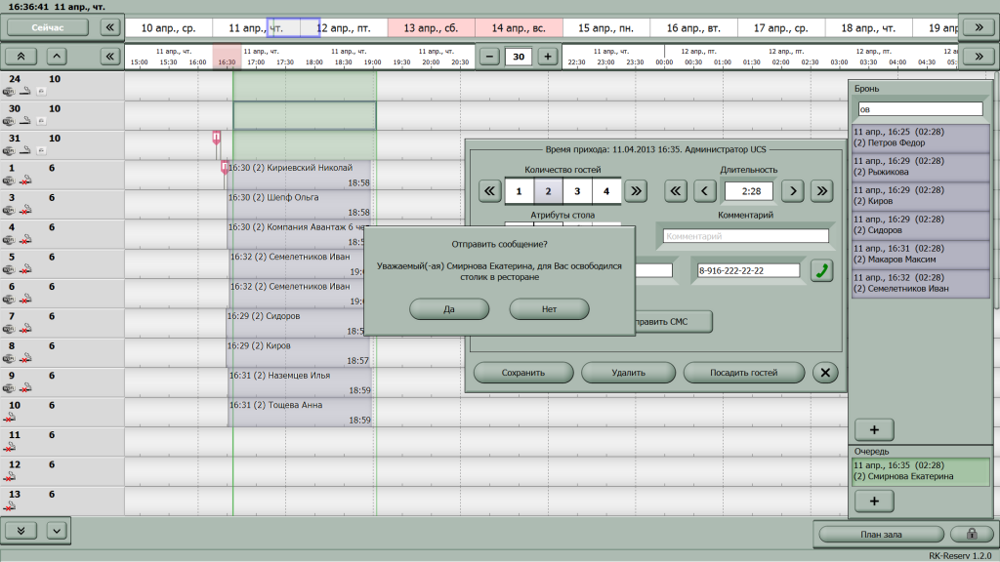 16:36:41 11 апр., чт.
Сейчас
10 апр., ср.
11 апр., чт.
12 апр., пт.
13 апр., сб.
14 апр., вс.
15 апр., пн.
16 апр., вт.
17 апр., ср.
18 апр., чт.
19 апр
11 апр., чт.
11 апр., чт.
11 апр., чт.
11 апр., чт.
30
11 апр., чт.
12 апр., пт.
12 апр., пт.
12 апр., пт.
12 апр., пт.
15:00 15:30 16:00 16:30 17:00 17:30 18:00 18:30 19:00 19:30 20:00 20:30
22:30 23:00 23:30 00:00 00:30 01:00 01:30 02:00 02:30 03:00 03:30 04:00 04:30 05:
24 10
30 10
31 10
1 6
16:30 (2) Кириевский Николай
18:58
3 6
16:30 (2) Шепф Ольга
18:58
4 6
16:30 (2) Компания Авантаж 6 че
18:5
5 6
16:32 (2) Семелетников Иван
19:
6 6
16:32 (2) Семелетников Иван
19:
7 6
16:29 (2) Сидоров
18:5
8 6
16:29 (2) Киров
18:57
9 6
16:31 (2) Наземцев Илья
18:59
10 6
16:31 (2) Тощева Анна
18:59
11 6
12 6
13 6
Время прихода: 11.04.2013 16:35. Администратор UCS
Количество гостей
Длительность
1 2 3 4
2:28
Атрибуты стола
Комментарий
Комментарий
8-916-222-22-22
править СМС
Сохранить
Удалить
Посадить гостей
Отправить сообщение?
Уважаемый(-ая) Смирнова Екатерина, для Вас освободился
столик в ресторане
Да
Нет
Бронь
ов
11 апр., 16:25 (02:28)
(2) Петров Федор
11 апр., 16:29 (02:28)
(2) Рыжикова
11 апр., 16:29 (02:28)
(2) Киров
11 апр., 16:29 (02:28)
(2) Сидоров
11 апр., 16:31 (02:28)
(2) Макаров Максим
11 апр., 16:32 (02:28)
(2) Семелетников Иван
Очередь
11 апр., 16:35 (02:28)
(2) Смирнова Екатерина
План зала
RK-Reserv 1.2.0